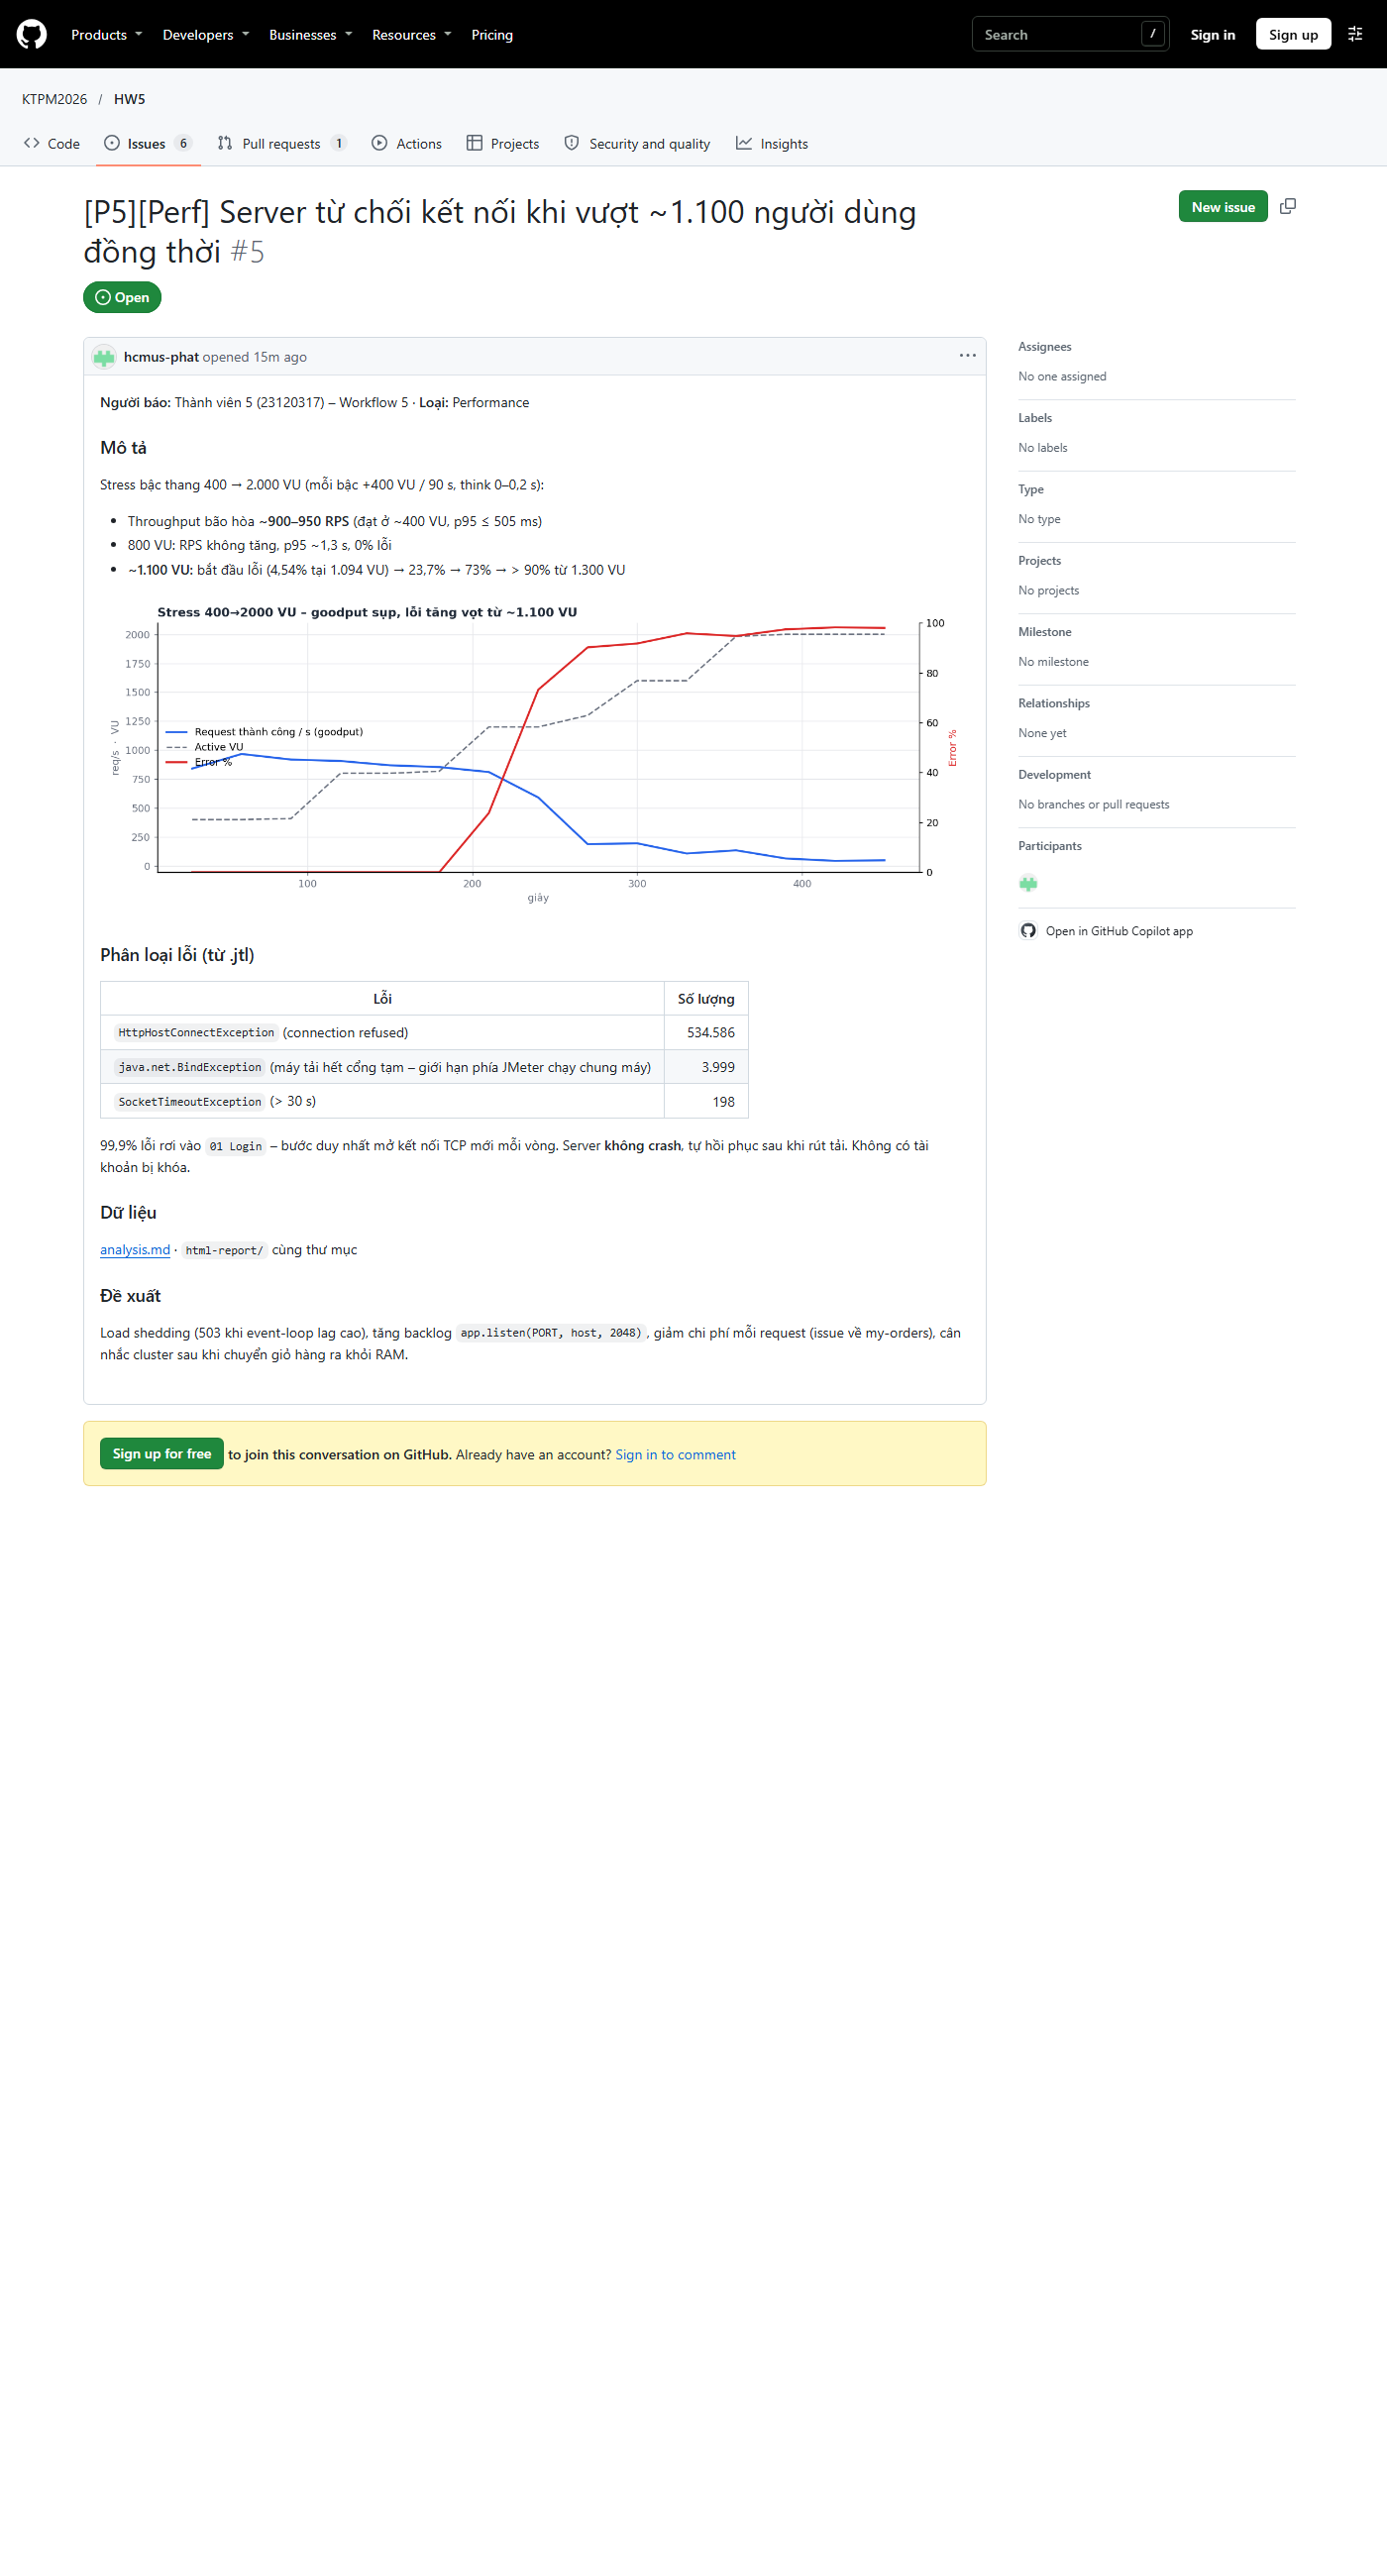 Products
Developers
Businesses
Resources
Pricing
Search
/
Sign in
Sign up
KTPM2026 / HW5
Code
Issues 6
Pull requests 1
Actions
Projects
Security and quality
Insights
[P5][Perf] Server từ chối kết nối khi vượt ~1.100 người dùng
đồng thời #5
New issue
Open
hcmus-phat opened 15m ago
Người báo: Thành viên 5 (23120317) – Workflow 5 · Loại: Performance
Mô tả
Stress bậc thang 400 → 2.000 VU (mỗi bậc +400 VU / 90 s, think 0–0,2 s):
Throughput bão hòa ~900–950 RPS (đạt ở ~400 VU, p95 ≤ 505 ms)
800 VU: RPS không tăng, p95 ~1,3 s, 0% lỗi
~1.100 VU: bắt đầu lỗi (4,54% tại 1.094 VU) → 23,7% → 73% → > 90% từ 1.300 VU
Stress 400→2000 VU – goodput sụp, lỗi tăng vọt từ ~1.100 VU
2000
1750
1500
1250
1000
750
500
250
0
req/s · VU
Request thành công / s (goodput)
Active VU
Error %
100
80
60
40
20
0
Error %
100
200
300
400
giây
Phân loại lỗi (từ .jtl)
Lỗi Số lượng
HttpHostConnectException (connection refused) 534.586
java.net.BindException (máy tải hết cổng tạm – giới hạn phía JMeter chạy chung máy) 3.999
SocketTimeoutException (> 30 s) 198
99,9% lỗi rơi vào 01 Login – bước duy nhất mở kết nối TCP mới mỗi vòng. Server không crash, tự hồi phục sau khi rút tải. Không có tài
khoản bị khóa.
Dữ liệu
analysis.md · html-report/ cùng thư mục
Đề xuất
Load shedding (503 khi event-loop lag cao), tăng backlog app.listen(PORT, host, 2048), giảm chi phí mỗi request (issue về my-orders), cân
nhắc cluster sau khi chuyển giỏ hàng ra khỏi RAM.
Sign up for free to join this conversation on GitHub. Already have an account? Sign in to comment
Assignees
No one assigned
Labels
No labels
Type
No type
Projects
No projects
Milestone
No milestone
Relationships
None yet
Development
No branches or pull requests
Participants
Open in GitHub Copilot app